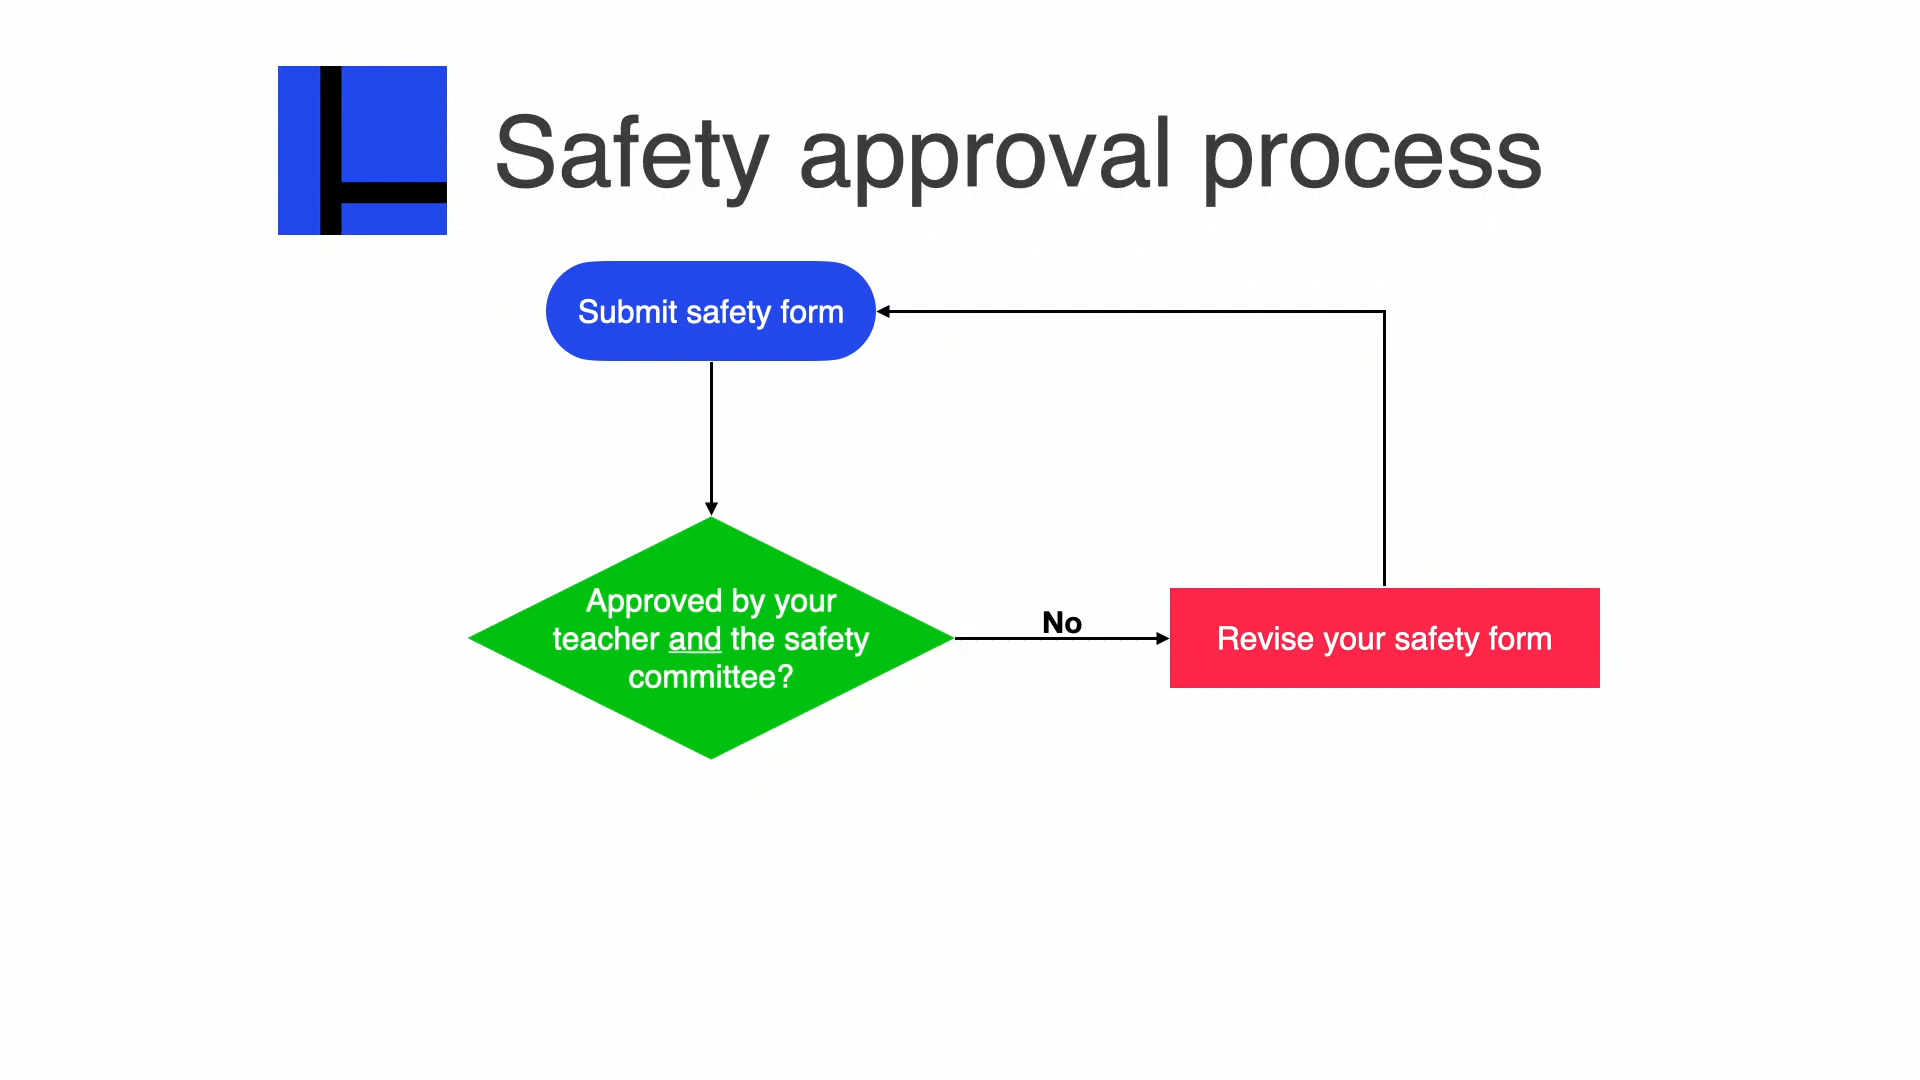 Safety approval process
Submit safety form
Approved by your
teacher and the safety
committee?
No
Revise your safety form